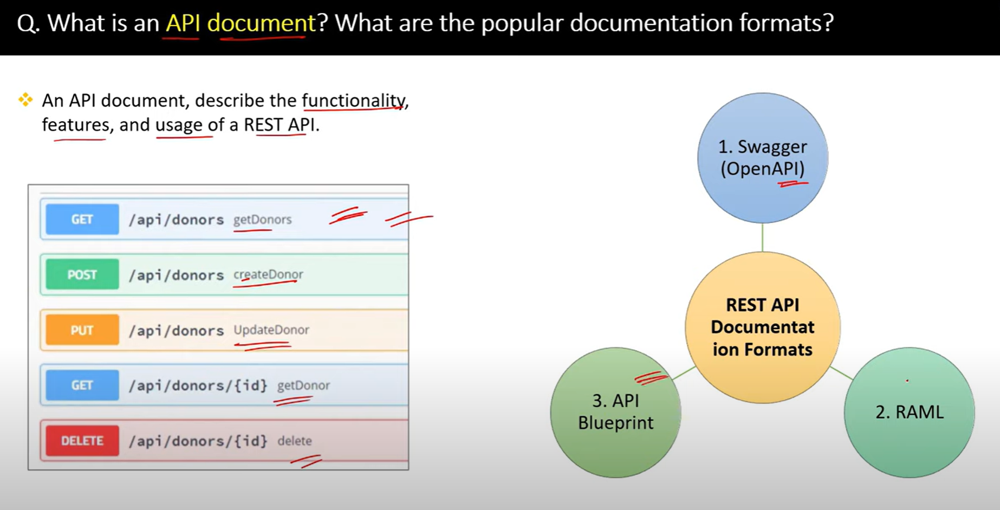 Q. What is an API document? What are the popular documentation formats?
An API document, describe the functionality,
features, and usage of a REST API.
GET /api/donors getDonors
POST /api/donors createDonor
PUT /api/donors UpdateDonor
GET /api/donors/{id} getDonor
DELETE /api/donors/{id} delete
1. Swagger
(OpenAPI)
REST API
Documentat
ion Formats
3. API
Blueprint
2. RAML